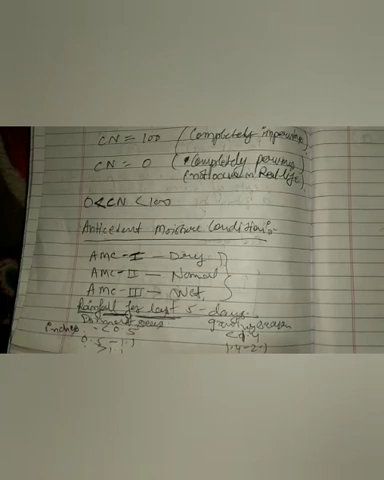 CN = 100 (Completely impervious)
CN = 0 (Completely pervious
(not occurs in Real life)
0 < CN < 100
Antecedent Moisture Conditions-
AMC-I — Dry
AMC-II — Normal
AMC-III — Wet
Rainfall for last 5-days
Dormant Season growing season
inches < 0.5
0.5 - 1.1 1.4 - 2.1
> 1.1